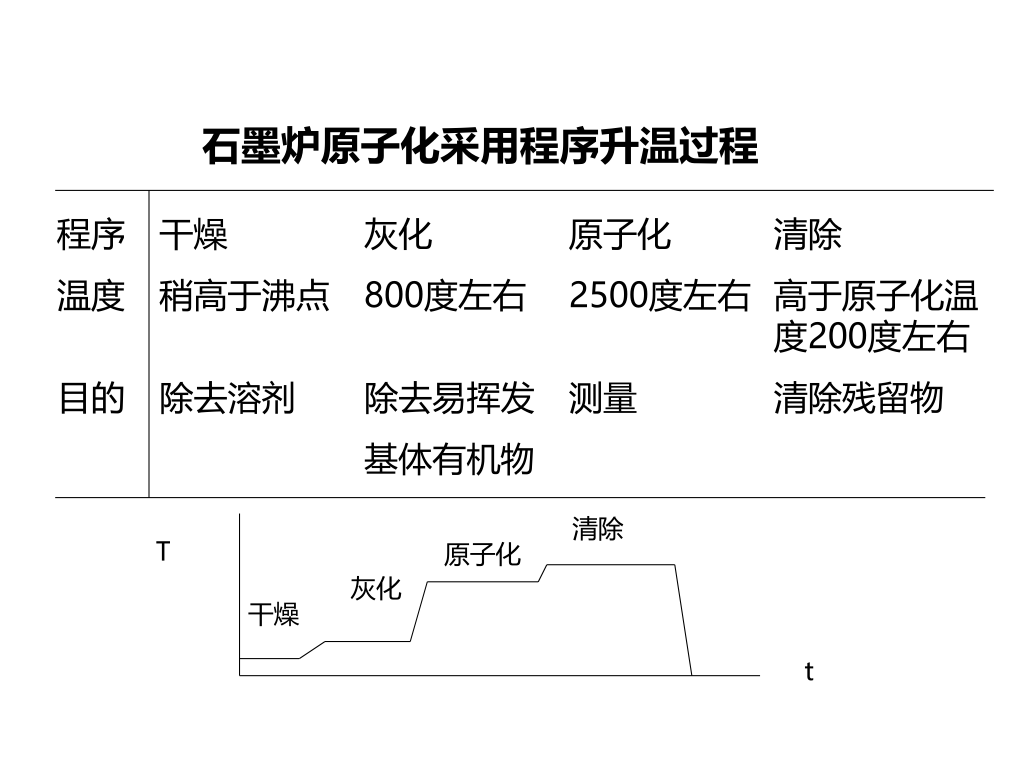 石墨炉原子化采用程序升温过程
程序 干燥 灰化 原子化 清除
温度 稍高于沸点 800度左右 2500度左右 高于原子化温
度200度左右
目的 除去溶剂 除去易挥发 测量 清除残留物
基体有机物
清除
T 原子化
灰化
干燥
t